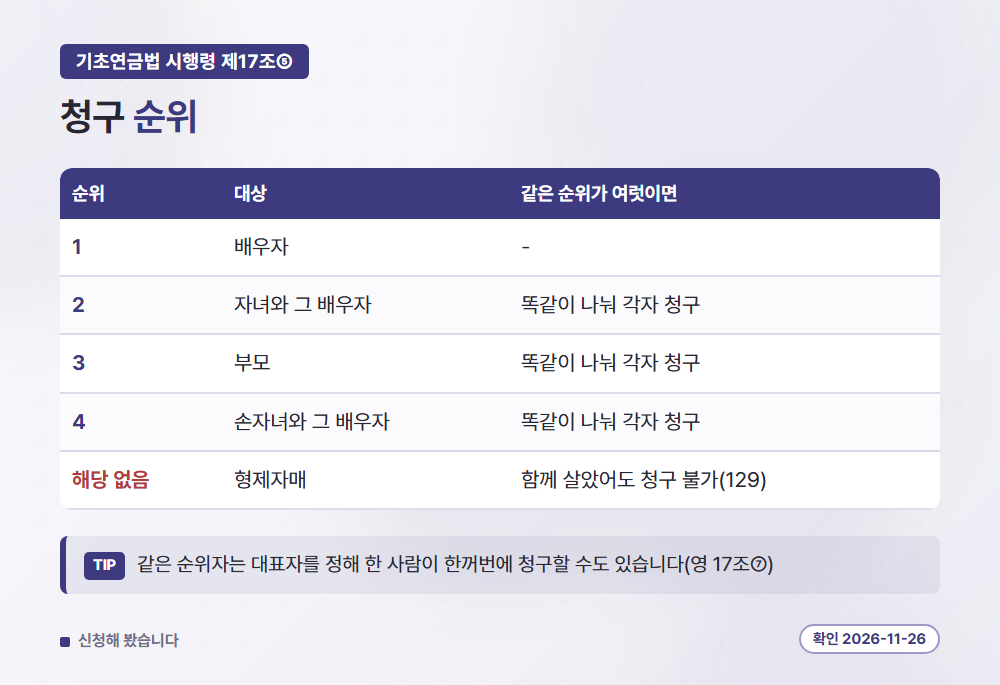 기초연금법 시행령 제17조⑥
청구 순위
순위 대상 같은 순위가 여럿이면
1 배우자 -
2 자녀와 그 배우자 똑같이 나눠 각자 청구
3 부모 똑같이 나눠 각자 청구
4 손자녀와 그 배우자 똑같이 나눠 각자 청구
해당 없음 형제자매 함께 살았어도 청구 불가(129)
TIP 같은 순위자는 대표자를 정해 한 사람이 한꺼번에 청구할 수도 있습니다(영 17조⑦)
신청해 봤습니다 확인 2026-11-26